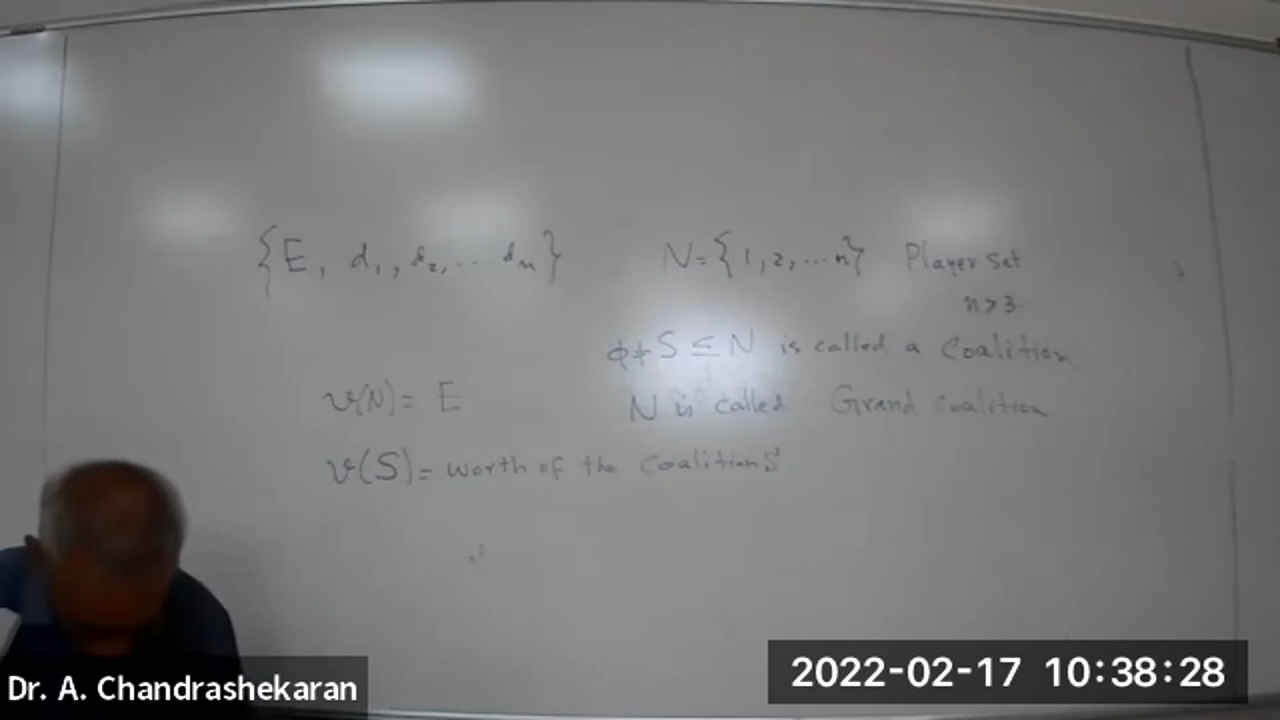 {E, d₁, d₂, ... dₙ} N = {1, 2, ... n} Player set
n>3
φ ≠ S ⊆ N is called a Coalition
v(N) = E N is called Grand Coalition
v(S) = worth of the Coalition S
Dr. A. Chandrashekaran
2022-02-17 10:38:28